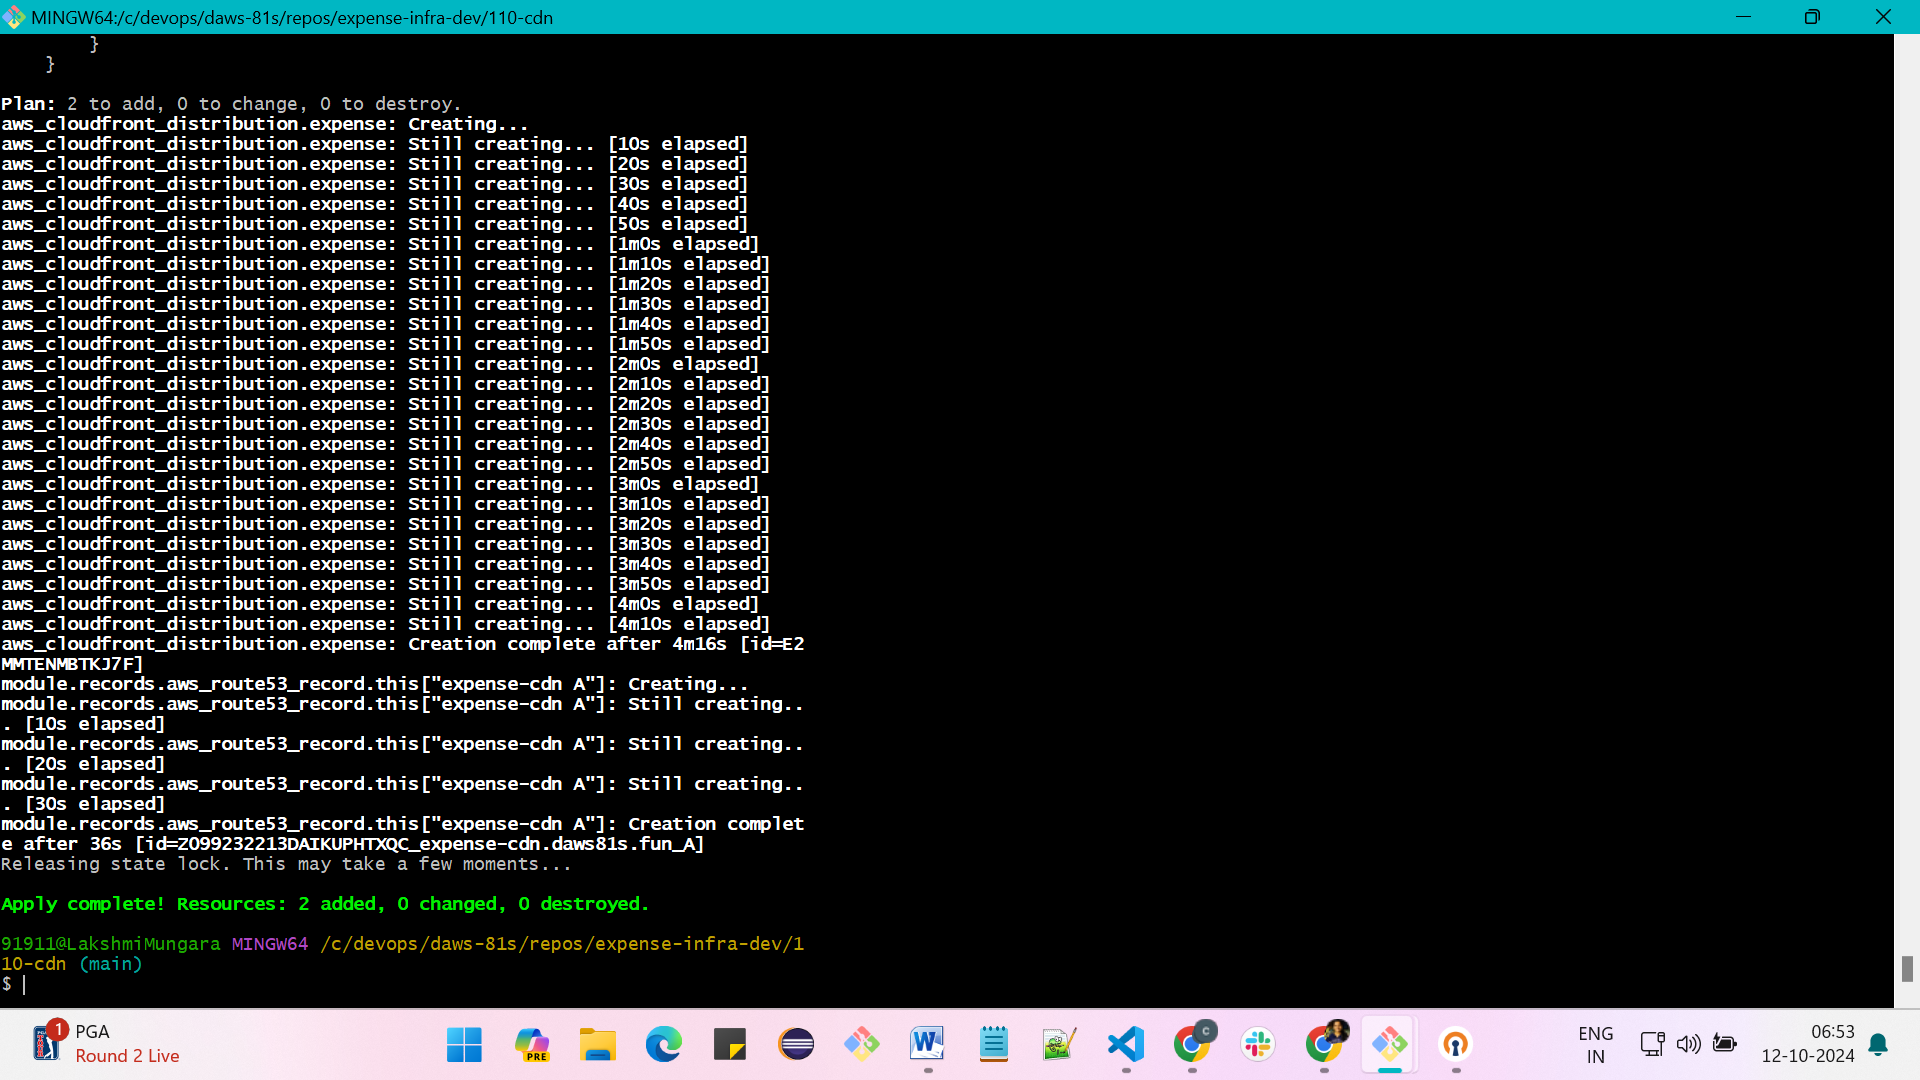 MINGW64:/c/devops/daws-81s/repos/expense-infra-dev/110-cdn
}
}
Plan: 2 to add, 0 to change, 0 to destroy.
aws_cloudfront_distribution.expense: Creating...
aws_cloudfront_distribution.expense: Still creating... [10s elapsed]
aws_cloudfront_distribution.expense: Still creating... [20s elapsed]
aws_cloudfront_distribution.expense: Still creating... [30s elapsed]
aws_cloudfront_distribution.expense: Still creating... [40s elapsed]
aws_cloudfront_distribution.expense: Still creating... [50s elapsed]
aws_cloudfront_distribution.expense: Still creating... [1m0s elapsed]
aws_cloudfront_distribution.expense: Still creating... [1m10s elapsed]
aws_cloudfront_distribution.expense: Still creating... [1m20s elapsed]
aws_cloudfront_distribution.expense: Still creating... [1m30s elapsed]
aws_cloudfront_distribution.expense: Still creating... [1m40s elapsed]
aws_cloudfront_distribution.expense: Still creating... [1m50s elapsed]
aws_cloudfront_distribution.expense: Still creating... [2m0s elapsed]
aws_cloudfront_distribution.expense: Still creating... [2m10s elapsed]
aws_cloudfront_distribution.expense: Still creating... [2m20s elapsed]
aws_cloudfront_distribution.expense: Still creating... [2m30s elapsed]
aws_cloudfront_distribution.expense: Still creating... [2m40s elapsed]
aws_cloudfront_distribution.expense: Still creating... [2m50s elapsed]
aws_cloudfront_distribution.expense: Still creating... [3m0s elapsed]
aws_cloudfront_distribution.expense: Still creating... [3m10s elapsed]
aws_cloudfront_distribution.expense: Still creating... [3m20s elapsed]
aws_cloudfront_distribution.expense: Still creating... [3m30s elapsed]
aws_cloudfront_distribution.expense: Still creating... [3m40s elapsed]
aws_cloudfront_distribution.expense: Still creating... [3m50s elapsed]
aws_cloudfront_distribution.expense: Still creating... [4m0s elapsed]
aws_cloudfront_distribution.expense: Still creating... [4m10s elapsed]
aws_cloudfront_distribution.expense: Creation complete after 4m16s [id=E2
MMTENMBTKJ7F]
module.records.aws_route53_record.this["expense-cdn A"]: Creating...
module.records.aws_route53_record.this["expense-cdn A"]: Still creating..
. [10s elapsed]
module.records.aws_route53_record.this["expense-cdn A"]: Still creating..
. [20s elapsed]
module.records.aws_route53_record.this["expense-cdn A"]: Still creating..
. [30s elapsed]
module.records.aws_route53_record.this["expense-cdn A"]: Creation complet
e after 36s [id=Z099232213DAIKUPHTXQC_expense-cdn.daws81s.fun_A]
Releasing state lock. This may take a few moments...
Apply complete! Resources: 2 added, 0 changed, 0 destroyed.
91911@LakshmiMungara MINGW64 /c/devops/daws-81s/repos/expense-infra-dev/1
10-cdn (main)
$
1
PGA
Round 2 Live
PRE
C
ENG
IN
06:53
12-10-2024